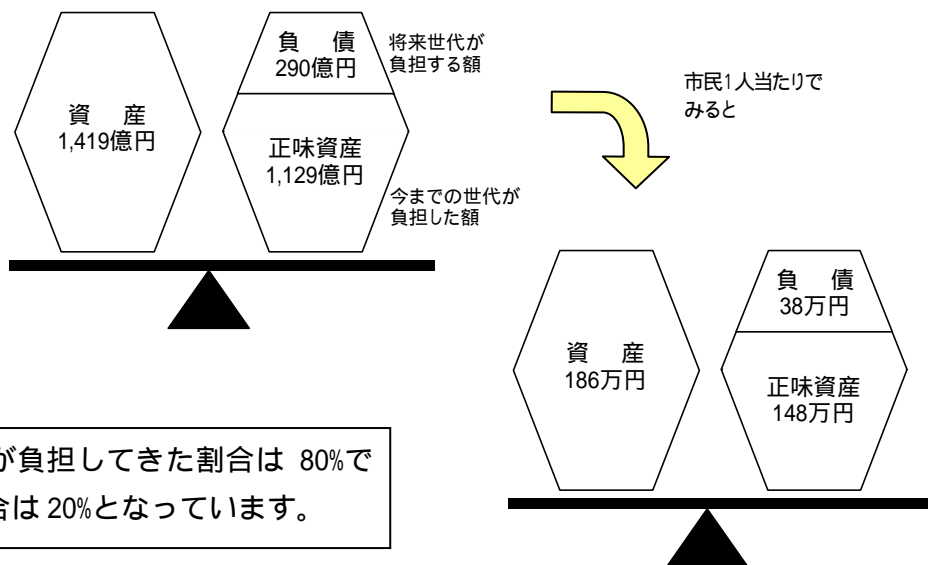 資　産
1,419億円
負　債
290億円
将来世代が
負担する額
正味資産
1,129億円
今までの世代が
負担した額
市民1人当たりで
みると
資　産
186万円
負　債
38万円
正味資産
148万円
が負担してきた割合は 80%で
合は 20%となっています。